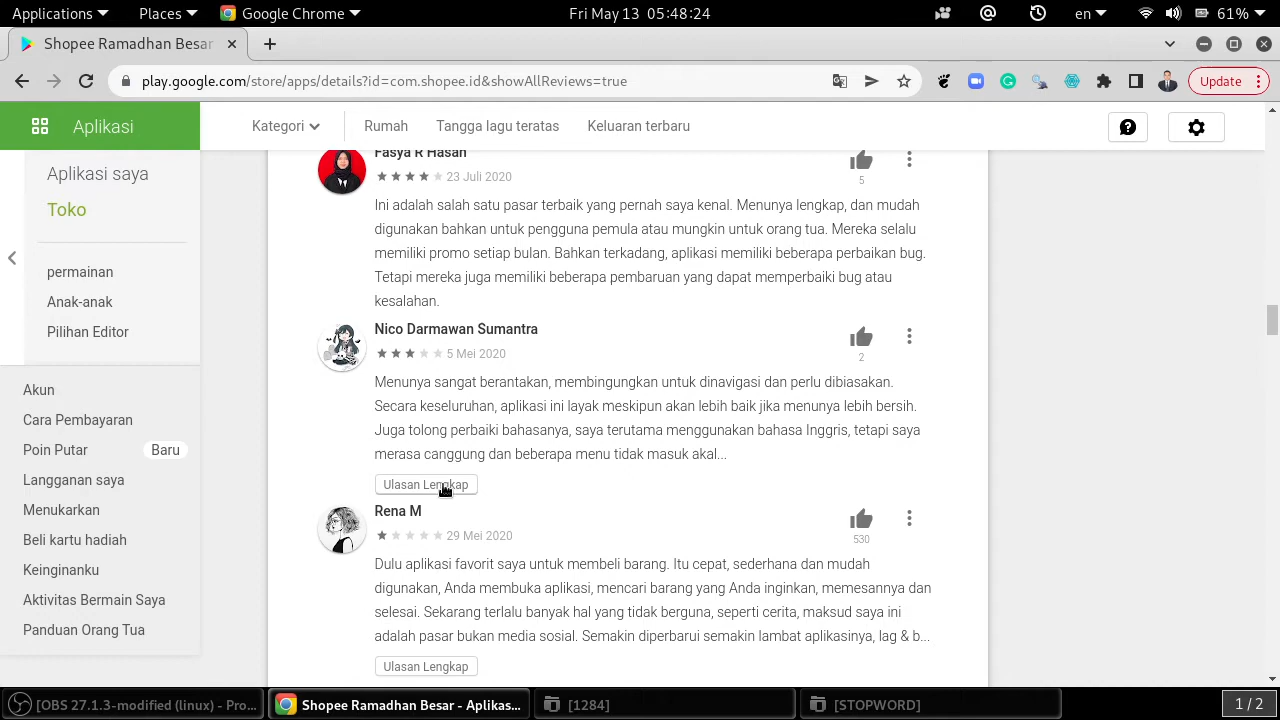 Applications Places Google Chrome Fri May 13 05:48:24 en 61%
Shopee Ramadhan Besar
play.google.com/store/apps/details?id=com.shopee.id&showAllReviews=true Update
Aplikasi Kategori Rumah Tangga lagu teratas Keluaran terbaru
Aplikasi saya
Toko
permainan
Anak-anak
Pilihan Editor
Akun
Cara Pembayaran
Poin Putar Baru
Langganan saya
Menukarkan
Beli kartu hadiah
Keinginanku
Aktivitas Bermain Saya
Panduan Orang Tua
Fasya R Hasan
23 Juli 2020
5
Ini adalah salah satu pasar terbaik yang pernah saya kenal. Menunya lengkap, dan mudah
digunakan bahkan untuk pengguna pemula atau mungkin untuk orang tua. Mereka selalu
memiliki promo setiap bulan. Bahkan terkadang, aplikasi memiliki beberapa perbaikan bug.
Tetapi mereka juga memiliki beberapa pembaruan yang dapat memperbaiki bug atau
kesalahan.
Nico Darmawan Sumantra
5 Mei 2020
2
Menunya sangat berantakan, membingungkan untuk dinavigasi dan perlu dibiasakan.
Secara keseluruhan, aplikasi ini layak meskipun akan lebih baik jika menunya lebih bersih.
Juga tolong perbaiki bahasanya, saya terutama menggunakan bahasa Inggris, tetapi saya
merasa canggung dan beberapa menu tidak masuk akal...
Ulasan Lengkap
Rena M
29 Mei 2020
530
Dulu aplikasi favorit saya untuk membeli barang. Itu cepat, sederhana dan mudah
digunakan, Anda membuka aplikasi, mencari barang yang Anda inginkan, memesannya dan
selesai. Sekarang terlalu banyak hal yang tidak berguna, seperti cerita, maksud saya ini
adalah pasar bukan media sosial. Semakin diperbarui semakin lambat aplikasinya, lag & b...
Ulasan Lengkap
[OBS 27.1.3-modified (linux) - Pro... Shopee Ramadhan Besar - Aplikas... [1284] [STOPWORD] 1 / 2